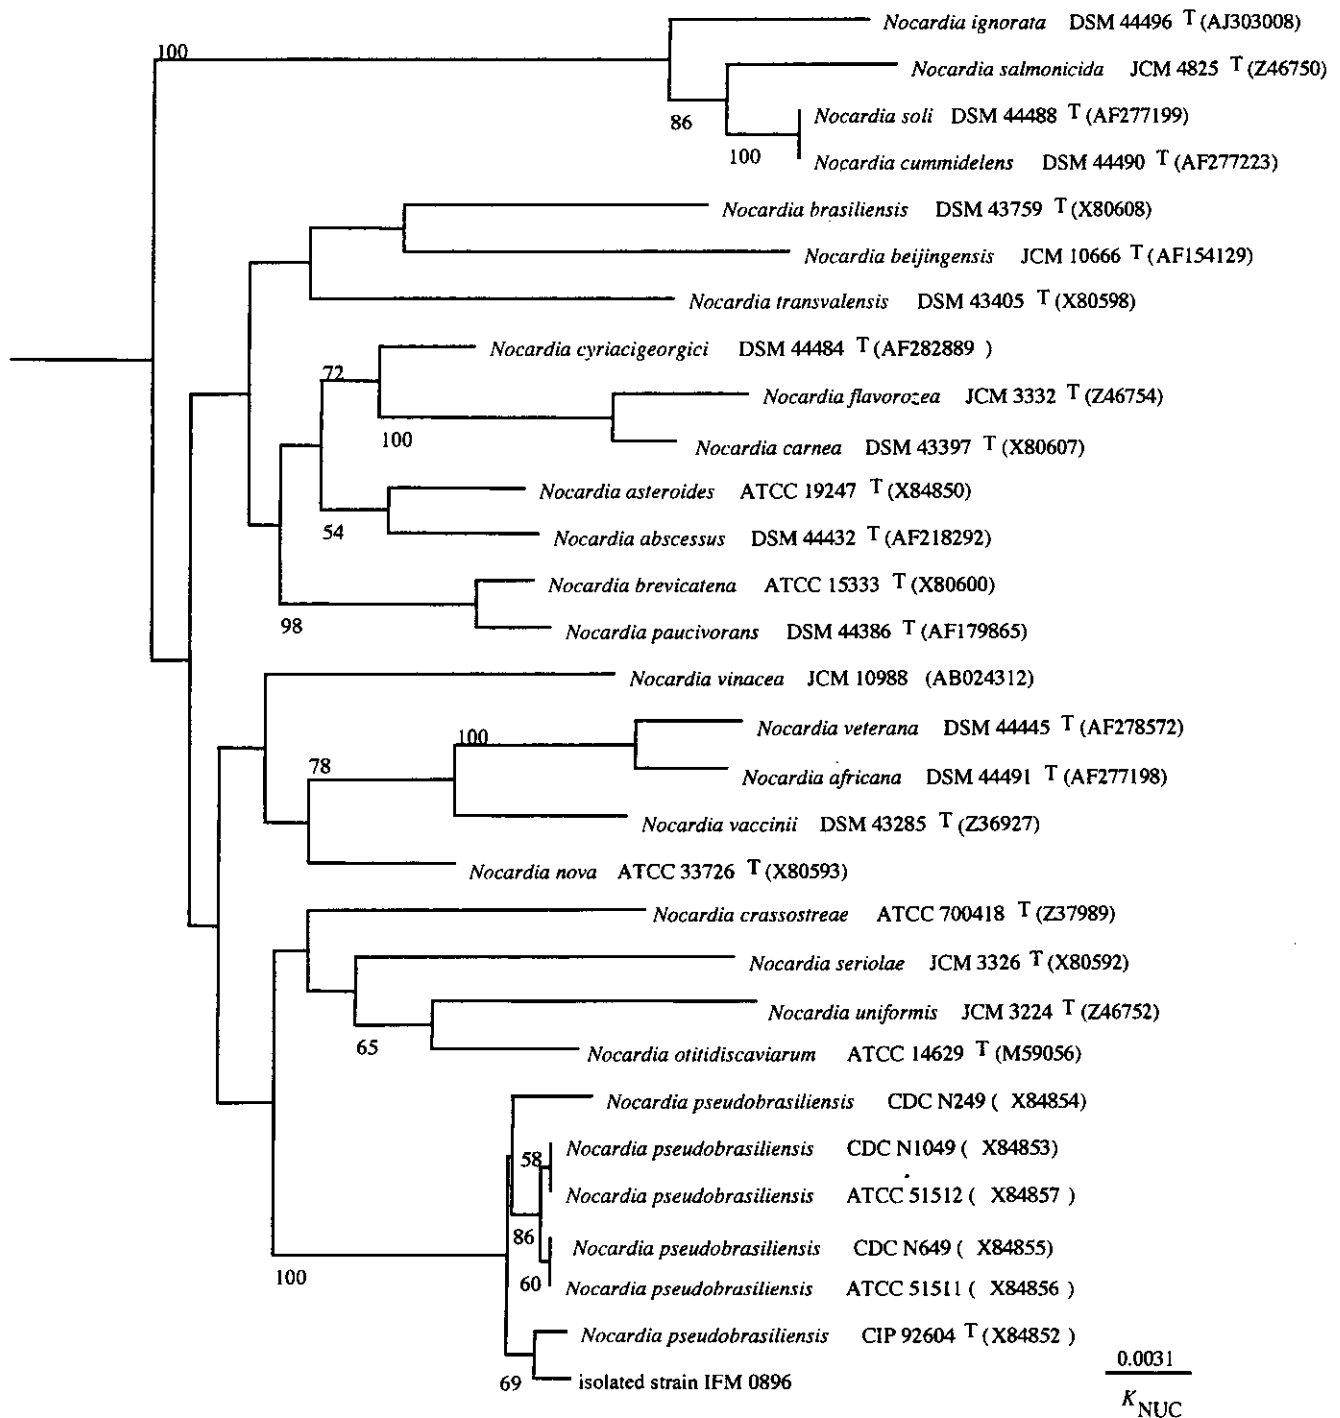 Nocardia ignorata DSM 44496 T (AJ303008)
100
Nocardia salmonicida JCM 4825 T (Z46750)
Nocardia soli DSM 44488 T (AF277199)
86
100
Nocardia cummidelens DSM 44490 T (AF277223)
Nocardia brasiliensis DSM 43759 T (X80608)
Nocardia beijingensis JCM 10666 T (AF154129)
Nocardia transvalensis DSM 43405 T (X80598)
Nocardia cyriacigeorgici DSM 44484 T (AF282889 )
72
Nocardia flavorozea JCM 3332 T (Z46754)
100
Nocardia carnea DSM 43397 T (X80607)
Nocardia asteroides ATCC 19247 T (X84850)
54
Nocardia abscessus DSM 44432 T (AF218292)
Nocardia brevicatena ATCC 15333 T (X80600)
98
Nocardia paucivorans DSM 44386 T (AF179865)
Nocardia vinacea JCM 10988 (AB024312)
Nocardia veterana DSM 44445 T (AF278572)
100
78
Nocardia africana DSM 44491 T (AF277198)
Nocardia vaccinii DSM 43285 T (Z36927)
Nocardia nova ATCC 33726 T (X80593)
Nocardia crassostreae ATCC 700418 T (Z37989)
Nocardia seriolae JCM 3326 T (X80592)
Nocardia uniformis JCM 3224 T (Z46752)
65
Nocardia otitidiscaviarum ATCC 14629 T (M59056)
Nocardia pseudobrasiliensis CDC N249 ( X84854)
Nocardia pseudobrasiliensis CDC N1049 ( X84853)
58
Nocardia pseudobrasiliensis ATCC 51512 ( X84857 )
86
Nocardia pseudobrasiliensis CDC N649 ( X84855)
100
60
Nocardia pseudobrasiliensis ATCC 51511 ( X84856 )
Nocardia pseudobrasiliensis CIP 92604 T (X84852 )
0.0031
69
isolated strain IFM 0896
KNUC